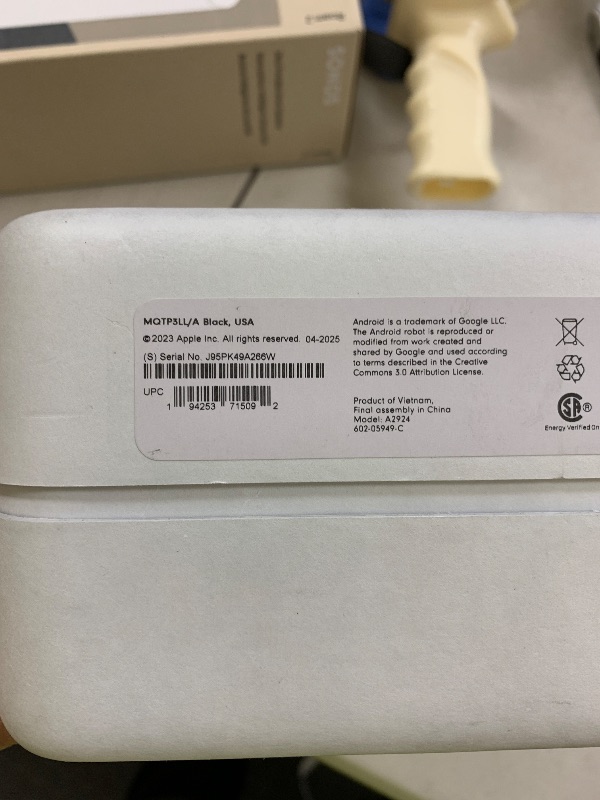 SONOS
MQTP3LL/A Black, USA
©2023 Apple Inc. All rights reserved. 04-2025
(S) Serial No. J95PK49A266W
UPC
1 94253 71509 2
Android is a trademark of Google LLC.
The Android robot is reproduced or
modified from work created and
shared by Google and used according
to terms described in the Creative
Commons 3.0 Attribution License.
Product of Vietnam,
Final assembly in China
Model: A2924
602-05949-C
SA ®
Energy Verified